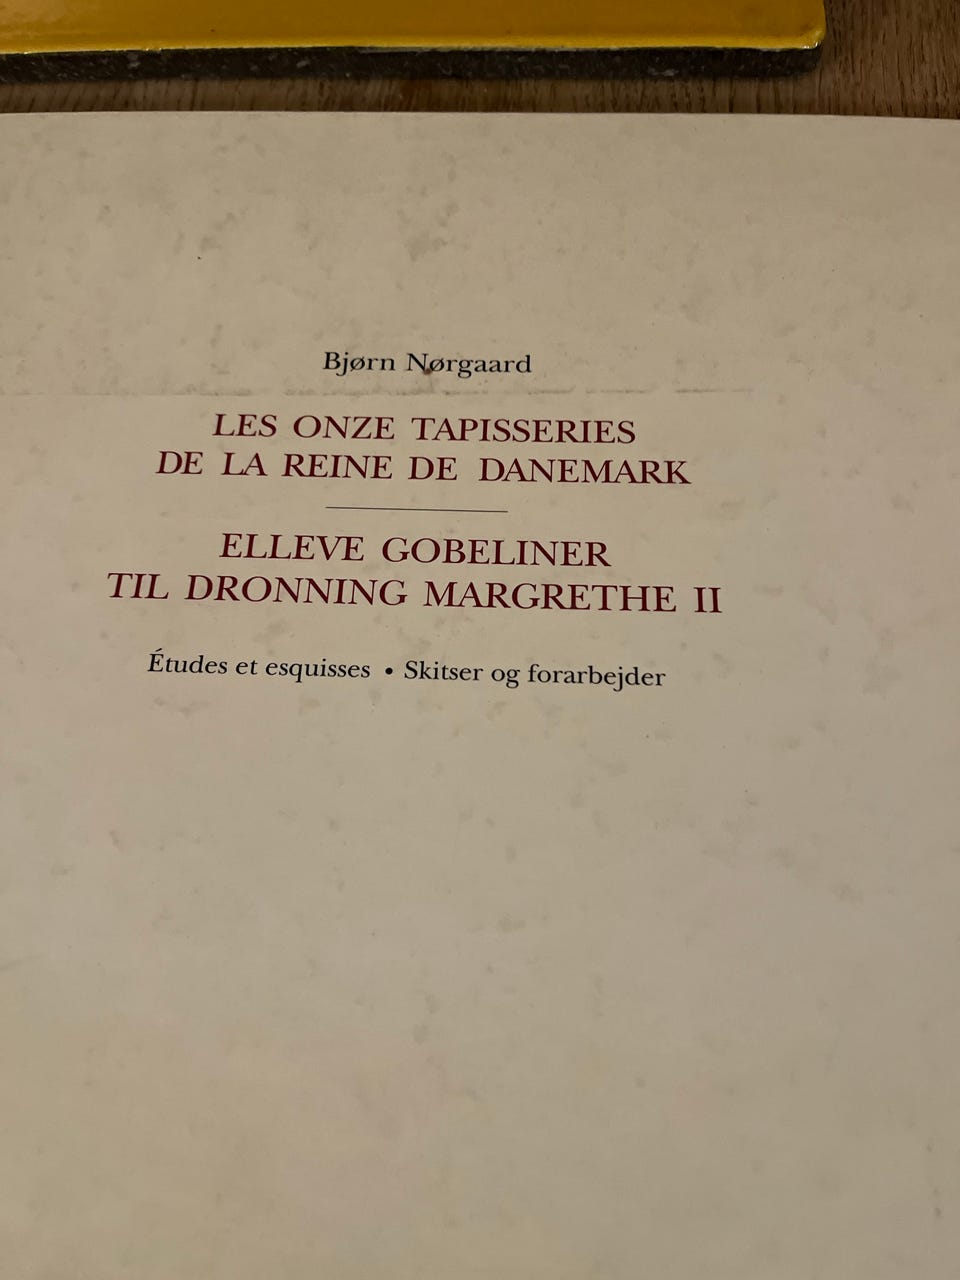 Bjørn Nørgaard
LES ONZE TAPISSERIES
DE LA REINE DE DANEMARK
ELLEVE GOBELINER
TIL DRONNING MARGRETHE II
Études et esquisses • Skitser og forarbejder